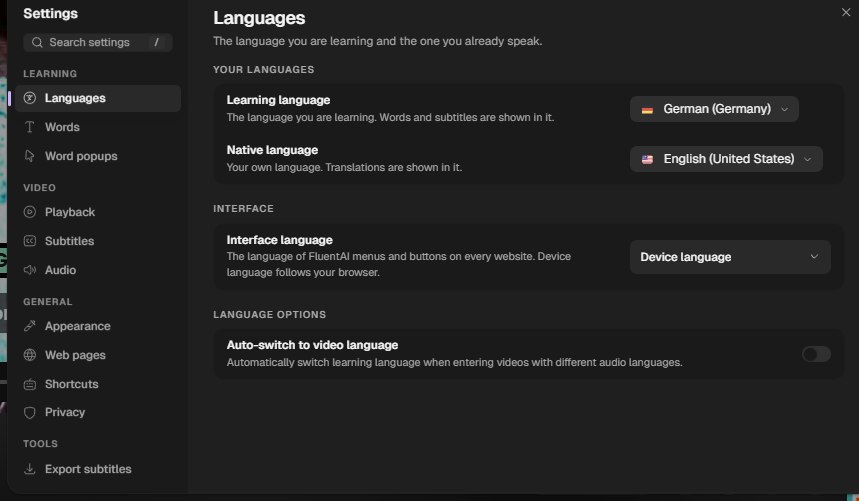 Settings
Search settings /
LEARNING
Languages
Words
Word popups
VIDEO
Playback
Subtitles
Audio
GENERAL
Appearance
Web pages
Shortcuts
Privacy
TOOLS
Export subtitles
Languages
The language you are learning and the one you already speak.
YOUR LANGUAGES
Learning language
The language you are learning. Words and subtitles are shown in it.
German (Germany)
Native language
Your own language. Translations are shown in it.
English (United States)
INTERFACE
Interface language
The language of FluentAI menus and buttons on every website. Device
language follows your browser.
Device language
LANGUAGE OPTIONS
Auto-switch to video language
Automatically switch learning language when entering videos with different audio languages.